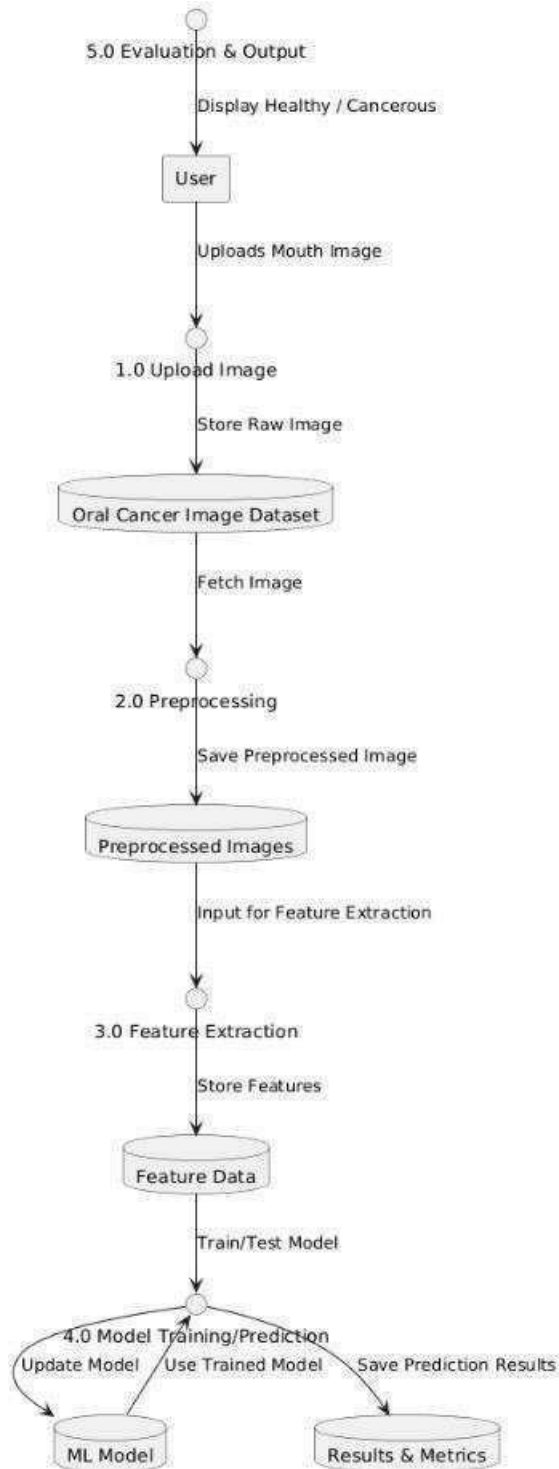 5.0 Evaluation & Output
Display Healthy / Cancerous
User
Uploads Mouth Image
1.0 Upload Image
Store Raw Image
Oral Cancer Image Dataset
Fetch Image
2.0 Preprocessing
Save Preprocessed Image
Preprocessed Images
Input for Feature Extraction
3.0 Feature Extraction
Store Features
Feature Data
Train/Test Model
4.0 Model Training/Prediction
Update Model
Use Trained Model
Save Prediction Results
ML Model
Results & Metrics